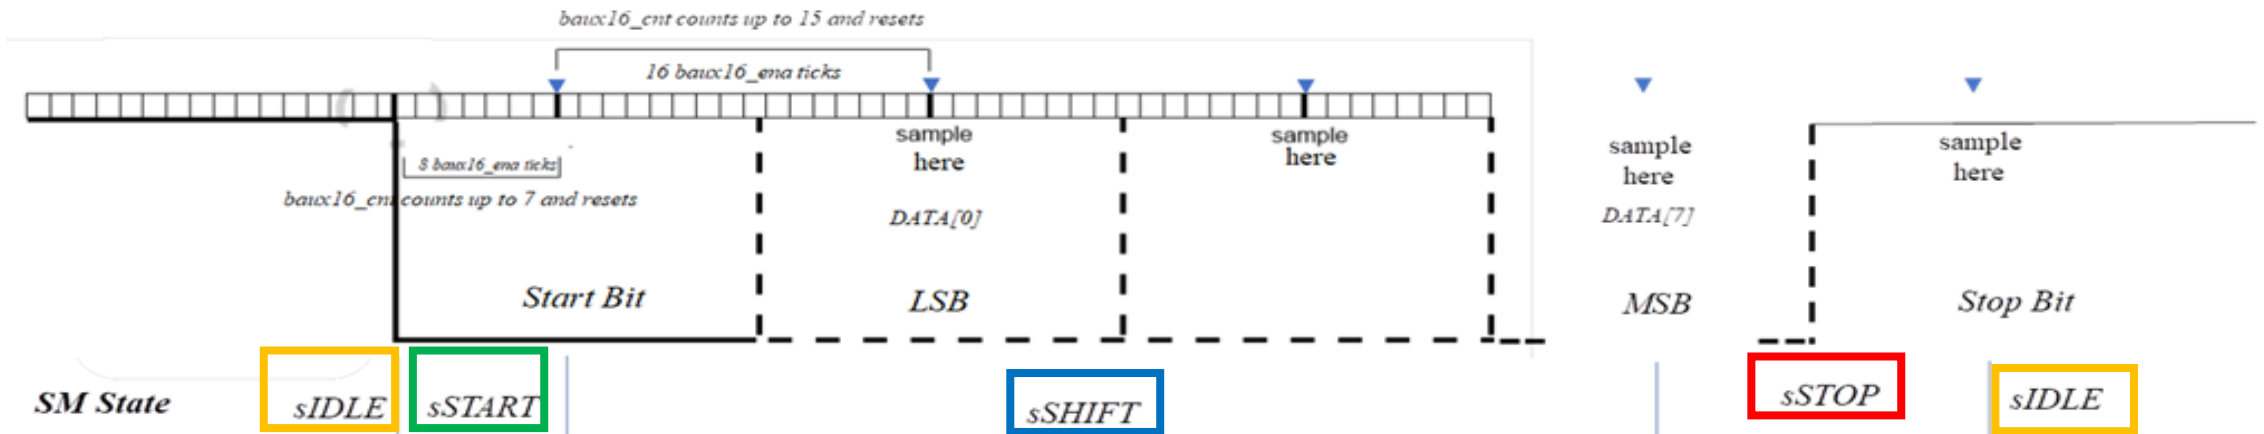 baux16_cnt counts up to 15 and resets
16 baux16_ena ticks
8 baux16_ena ticks
baux16_cnt counts up to 7 and resets
sample
here
DATA[0]
sample
here
sample
here
DATA[7]
sample
here
Start Bit
LSB
MSB
Stop Bit
SM State
sIDLE
sSTART
sSHIFT
sSTOP
sIDLE